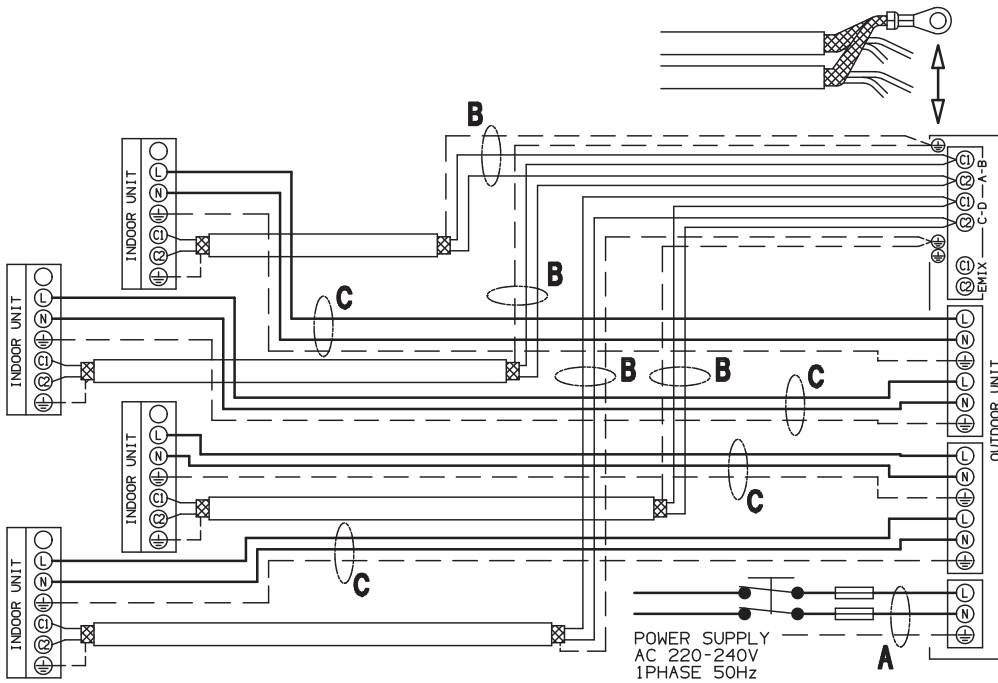 B
INDOOR UNIT
L
N
C1
C2
INDOOR UNIT
L
N
C1
C2
INDOOR UNIT
L
N
C1
C2
INDOOR UNIT
L
N
C1
C2
C
B
B
B
C
C
C
C1
C2
A-B
C1
C2
C-D
C1
C2
EMIX
L
N
L
N
L
N
L
N
L
N
OUTDOOR UNIT
POWER SUPPLY
AC 220-240V
1PHASE 50Hz
A